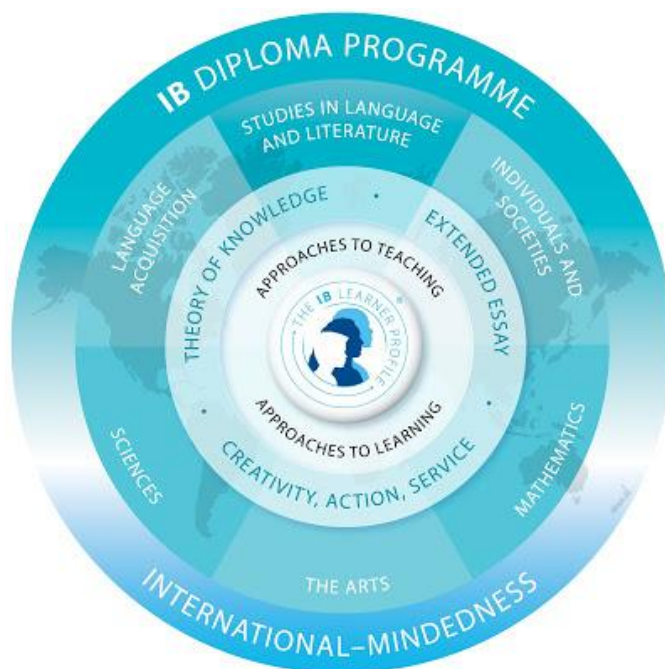 IB DIPLOMA PROGRAMME
STUDIES IN LANGUAGE
AND LITERATURE
LANGUAGE
ACQUISITION
INDIVIDUALS AND
SOCIETIES
THEORY OF KNOWLEDGE
EXTENDED ESSAY
APPROACHES TO TEACHING
THE IB LEARNER PROFILE
®
APPROACHES TO LEARNING
CREATIVITY, ACTION, SERVICE
SCIENCES
MATHEMATICS
THE ARTS
INTERNATIONAL–MINDEDNESS